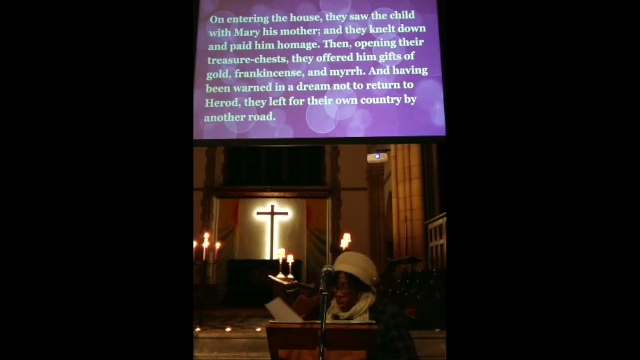 On entering the house, they saw the child
with Mary his mother; and they knelt down
and paid him homage. Then, opening their
treasure-chests, they offered him gifts of
gold, frankincense, and myrrh. And having
been warned in a dream not to return to
Herod, they left for their own country by
another road.